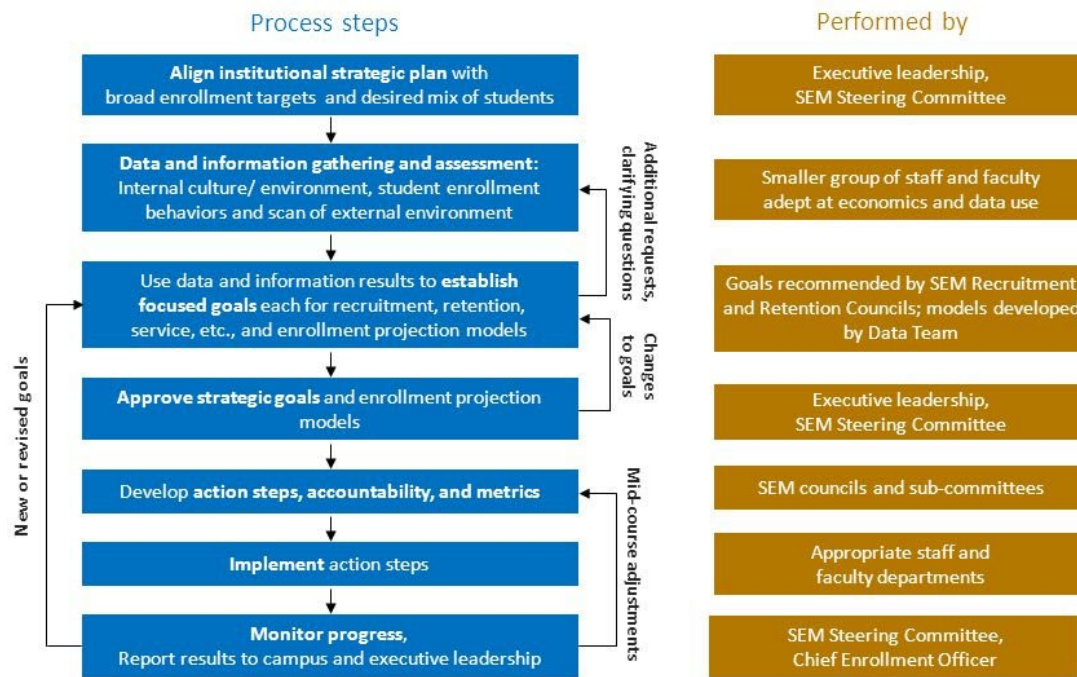 Process steps
Performed by
Align institutional strategic plan with
broad enrollment targets and desired mix of students
Executive leadership,
SEM Steering Committee
Data and information gathering and assessment:
Internal culture/ environment, student enrollment
behaviors and scan of external environment
Additional requests,
clarifying questions
Smaller group of staff and faculty
adept at economics and data use
Use data and information results to establish
focused goals each for recruitment, retention,
service, etc., and enrollment projection models
Goals recommended by SEM Recruitment
and Retention Councils; models developed
by Data Team
Changes
to goals
Approve strategic goals and enrollment projection
models
Executive leadership,
SEM Steering Committee
New or revised goals
Develop action steps, accountability, and metrics
SEM councils and sub-committees
Mid-course adjustments
Implement action steps
Appropriate staff and
faculty departments
Monitor progress,
Report results to campus and executive leadership
SEM Steering Committee,
Chief Enrollment Officer